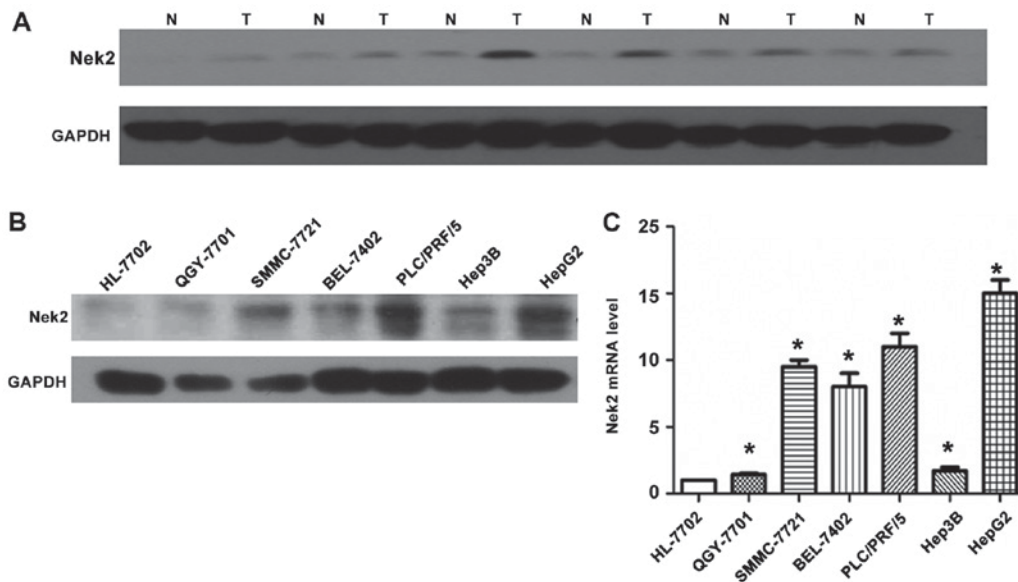 A
N T N T N T N T N T N T
Nek2
GAPDH
B
HL-7702 QGY-7701 SMMC-7721 BEL-7402 PLC/PRF/5 Hep3B HepG2
Nek2
GAPDH
C
Nek2 mRNA level
25
15
10
5
0
* * * * * *
HL-7702 QGY-7701 SMMC-7721 BEL-7402 PLC/PRF/5 Hep3B HepG2